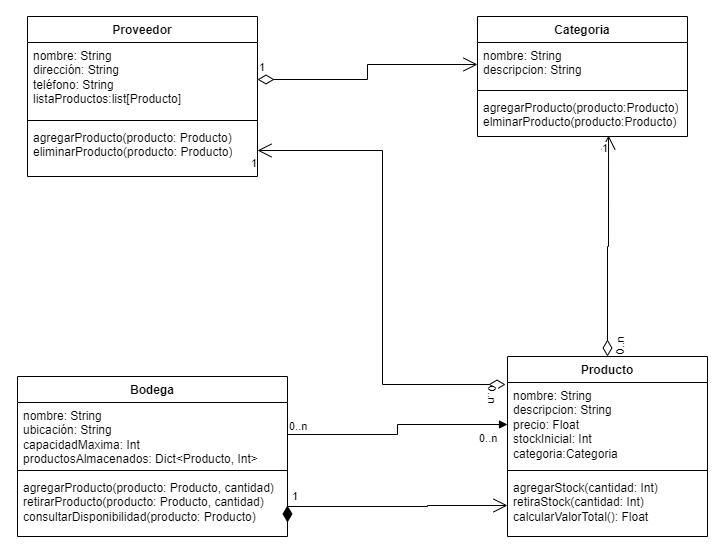 Proveedor
nombre: String
dirección: String
teléfono: String
listaProductos:list[Producto]
agregarProducto(producto: Producto)
eliminarProducto(producto: Producto)
1
1
Categoria
nombre: String
descripcion: String
agregarProducto(producto:Producto)
elminarProducto(producto:Producto)
1
0..n
0..n
Bodega
nombre: String
ubicación: String
capacidadMaxima: Int
productosAlmacenados: Dict<Producto, Int>
agregarProducto(producto: Producto, cantidad)
retirarProducto(producto: Producto, cantidad)
consultarDisponibilidad(producto: Producto)
0..n
0..n
1
Producto
nombre: String
descripcion: String
precio: Float
stockInicial: Int
categoria:Categoria
agregarStock(cantidad: Int)
retiraStock(cantidad: Int)
calcularValorTotal(): Float